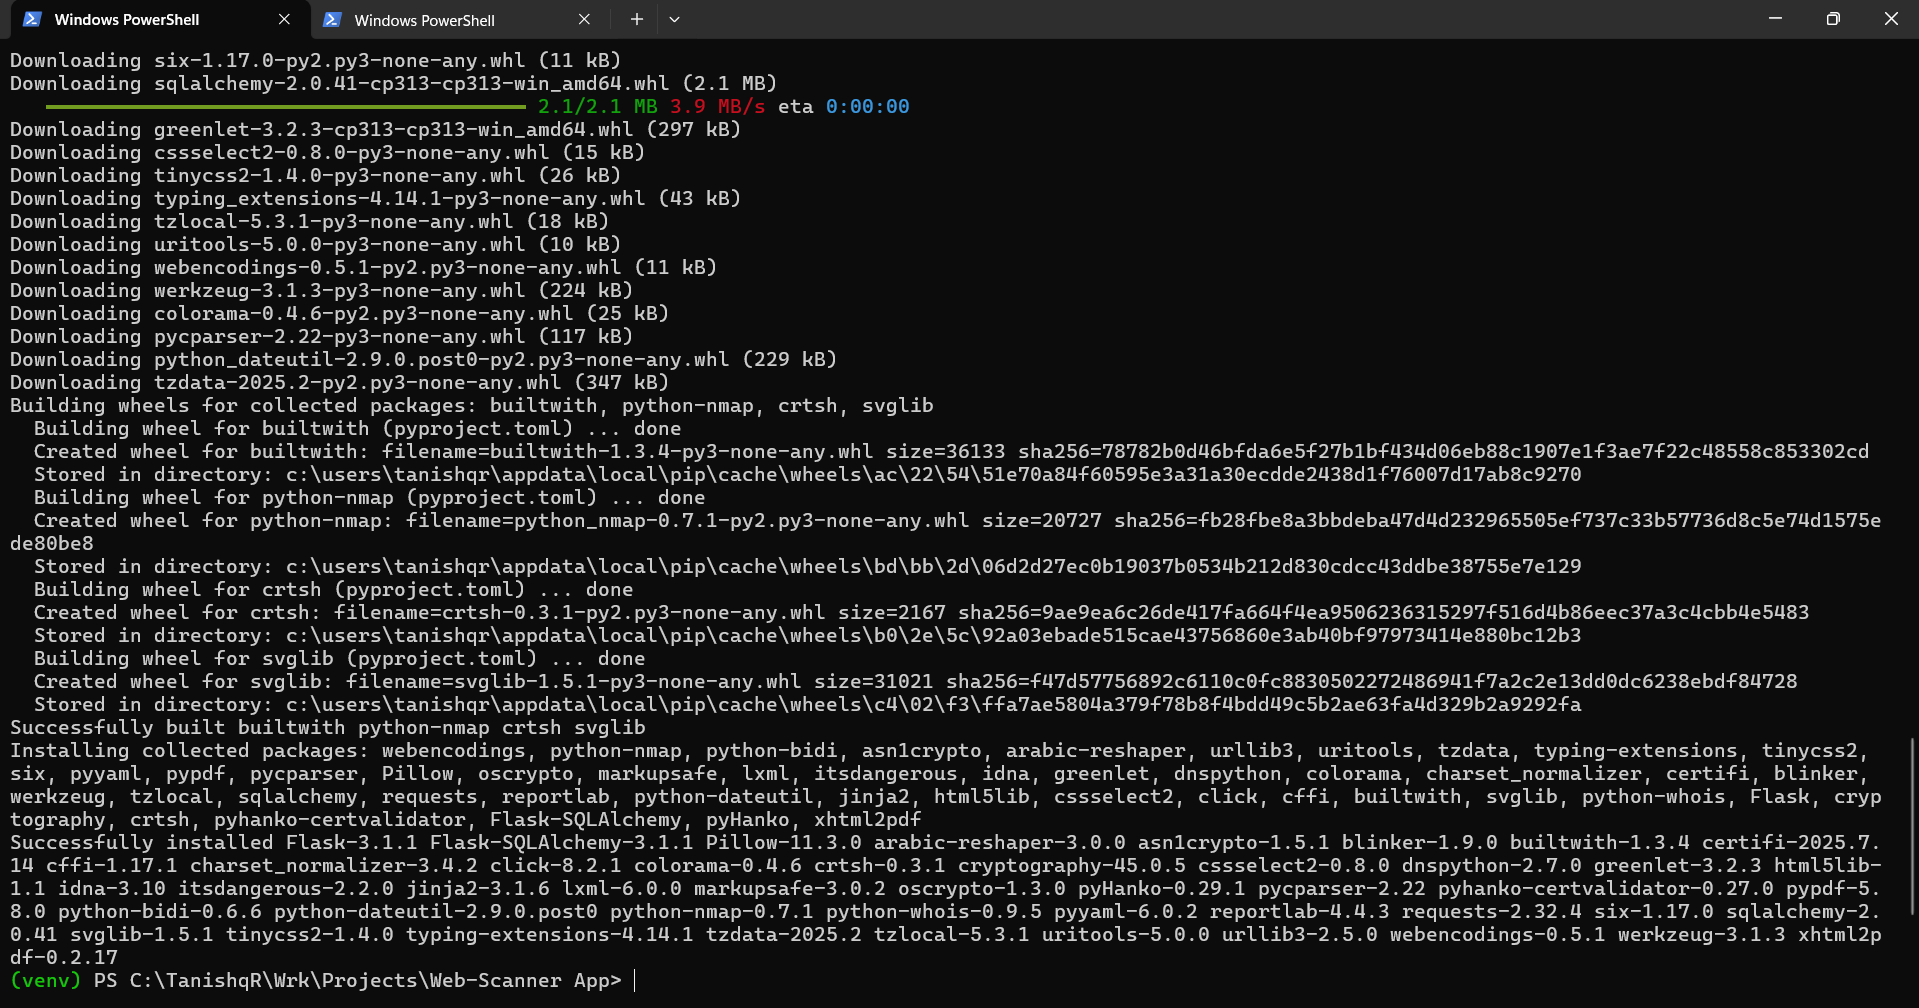 Windows PowerShell
Windows PowerShell
Downloading six-1.17.0-py2.py3-none-any.whl (11 kB)
Downloading sqlalchemy-2.0.41-cp313-cp313-win_amd64.whl (2.1 MB)
2.1/2.1 MB 3.9 MB/s eta 0:00:00
Downloading greenlet-3.2.3-cp313-cp313-win_amd64.whl (297 kB)
Downloading cssselect2-0.8.0-py3-none-any.whl (15 kB)
Downloading tinycss2-1.4.0-py3-none-any.whl (26 kB)
Downloading typing_extensions-4.14.1-py3-none-any.whl (43 kB)
Downloading tzlocal-5.3.1-py3-none-any.whl (18 kB)
Downloading uritools-5.0.0-py3-none-any.whl (10 kB)
Downloading webencodings-0.5.1-py2.py3-none-any.whl (11 kB)
Downloading werkzeug-3.1.3-py3-none-any.whl (224 kB)
Downloading colorama-0.4.6-py2.py3-none-any.whl (25 kB)
Downloading pycparser-2.22-py3-none-any.whl (117 kB)
Downloading python_dateutil-2.9.0.post0-py2.py3-none-any.whl (229 kB)
Downloading tzdata-2025.2-py2.py3-none-any.whl (347 kB)
Building wheels for collected packages: builtwith, python-nmap, crtsh, svglib
  Building wheel for builtwith (pyproject.toml) ... done
  Created wheel for builtwith: filename=builtwith-1.3.4-py3-none-any.whl size=36133 sha256=78782b0d46bfda6e5f27b1bf434d06eb88c1907e1f3ae7f22c48558c853302cd
  Stored in directory: c:\users\tanishqr\appdata\local\pip\cache\wheels\ac\22\54\51e70a84f60595e3a31a30ecdde2438d1f76007d17ab8c9270
  Building wheel for python-nmap (pyproject.toml) ... done
  Created wheel for python-nmap: filename=python_nmap-0.7.1-py2.py3-none-any.whl size=20727 sha256=fb28fbe8a3bbdeba47d4d232965505ef737c33b57736d8c5e74d1575e
de80be8
  Stored in directory: c:\users\tanishqr\appdata\local\pip\cache\wheels\bd\bb\2d\06d2d27ec0b19037b0534b212d830cdcc43ddbe38755e7e129
  Building wheel for crtsh (pyproject.toml) ... done
  Created wheel for crtsh: filename=crtsh-0.3.1-py2.py3-none-any.whl size=2167 sha256=9ae9ea6c26de417fa664f4ea9506236315297f516d4b86eec37a3c4cbb4e5483
  Stored in directory: c:\users\tanishqr\appdata\local\pip\cache\wheels\b0\2e\5c\92a03ebade515cae43756860e3ab40bf97973414e880bc12b3
  Building wheel for svglib (pyproject.toml) ... done
  Created wheel for svglib: filename=svglib-1.5.1-py3-none-any.whl size=31021 sha256=f47d57756892c6110c0fc8830502272486941f7a2c2e13dd0dc6238ebdf84728
  Stored in directory: c:\users\tanishqr\appdata\local\pip\cache\wheels\c4\02\f3\ffa7ae5804a379f78b8f4bdd49c5b2ae63fa4d329b2a9292fa
Successfully built builtwith python-nmap crtsh svglib
Installing collected packages: webencodings, python-nmap, python-bidi, asn1crypto, arabic-reshaper, urllib3, uritools, tzdata, typing-extensions, tinycss2,
six, pyyaml, pypdf, pycparser, Pillow, oscrypto, markupsafe, lxml, itsdangerous, idna, greenlet, dnspython, colorama, charset_normalizer, certifi, blinker,
werkzeug, tzlocal, sqlalchemy, requests, reportlab, python-dateutil, jinja2, html5lib, cssselect2, click, cffi, builtwith, svglib, python-whois, Flask, cryp
tography, crtsh, pyhanko-certvalidator, Flask-SQLAlchemy, pyHanko, xhtml2pdf
Successfully installed Flask-3.1.1 Flask-SQLAlchemy-3.1.1 Pillow-11.3.0 arabic-reshaper-3.0.0 asn1crypto-1.5.1 blinker-1.9.0 builtwith-1.3.4 certifi-2025.7.
14 cffi-1.17.1 charset_normalizer-3.4.2 click-8.2.1 colorama-0.4.6 crtsh-0.3.1 cryptography-45.0.5 cssselect2-0.8.0 dnspython-2.7.0 greenlet-3.2.3 html5lib-
1.1 idna-3.10 itsdangerous-2.2.0 jinja2-3.1.6 lxml-6.0.0 markupsafe-3.0.2 oscrypto-1.3.0 pyHanko-0.29.1 pycparser-2.22 pyhanko-certvalidator-0.27.0 pypdf-5.
8.0 python-bidi-0.6.6 python-dateutil-2.9.0.post0 python-nmap-0.7.1 python-whois-0.9.5 pyyaml-6.0.2 reportlab-4.4.3 requests-2.32.4 six-1.17.0 sqlalchemy-2.
0.41 svglib-1.5.1 tinycss2-1.4.0 typing-extensions-4.14.1 tzdata-2025.2 tzlocal-5.3.1 uritools-5.0.0 urllib3-2.5.0 webencodings-0.5.1 werkzeug-3.1.3 xhtml2p
df-0.2.17
(venv) PS C:\TanishqR\Wrk\Projects\Web-Scanner App>